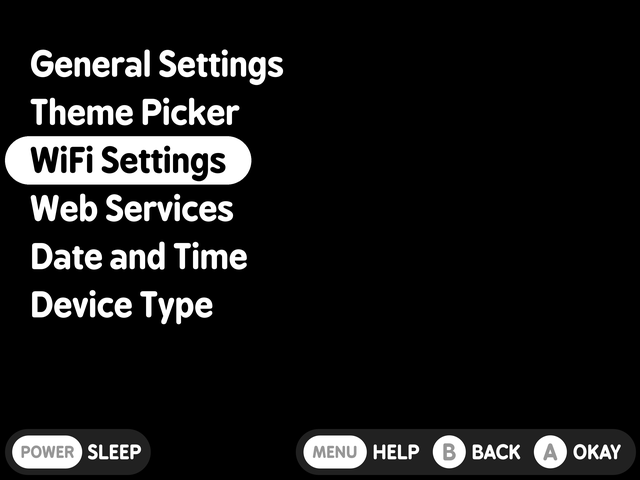 General Settings
Theme Picker
WiFi Settings
Web Services
Date and Time
Device Type
POWER SLEEP MENU HELP B BACK A OKAY